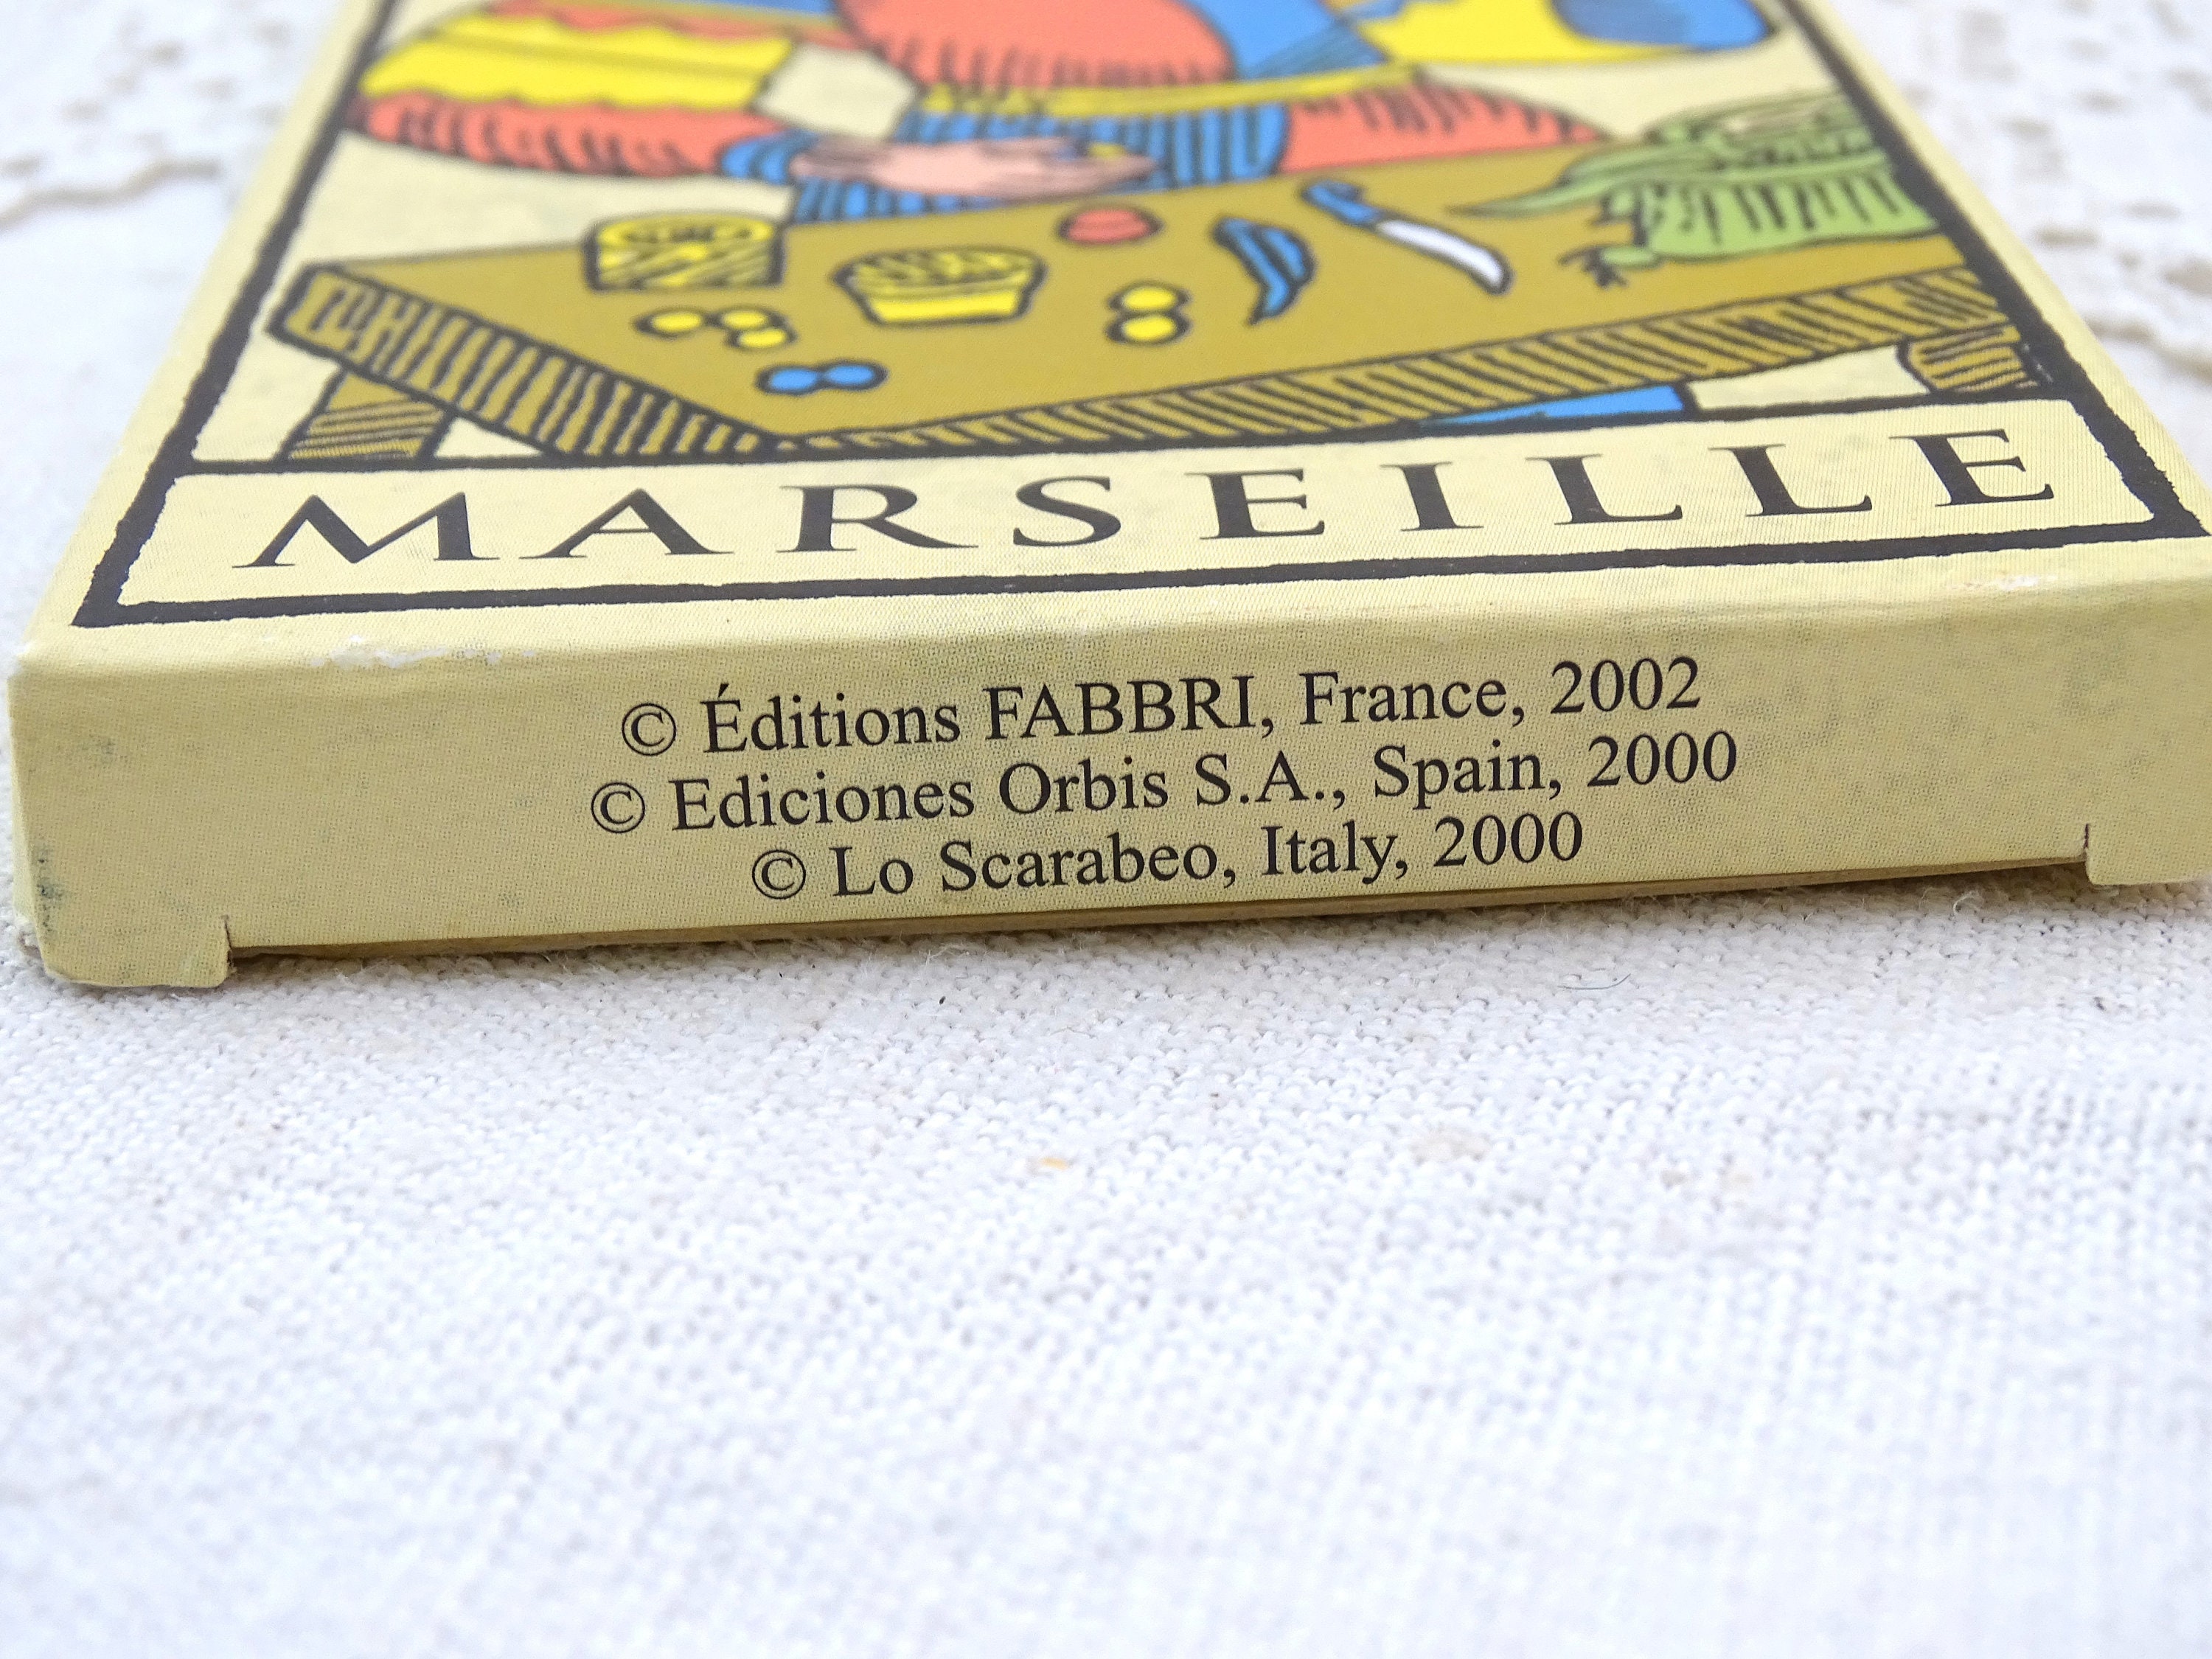 MARSEILLE
© Éditions FABBRI, France, 2002
© Ediciones Orbis S.A., Spain, 2000
© Lo Scarabeo, Italy, 2000